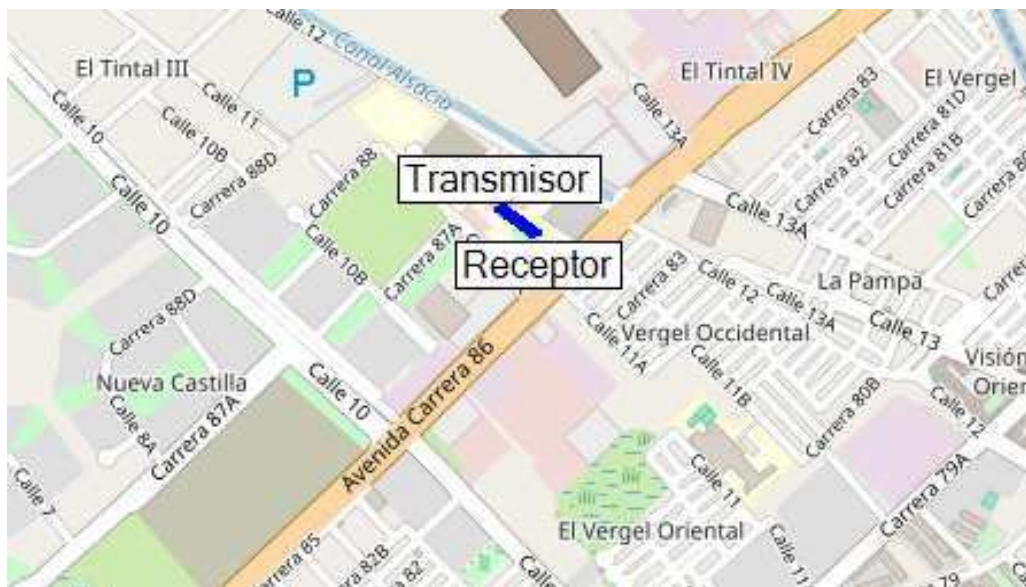 Calle 12
Canal Alsacia
El Tintal III
P
El Tintal IV
Carrera 83
El Vergel
Calle 10
Calle 11
Calle 10B
Carrera 88D
Carrera 88
Calle 13A
Carrera 81D
Carrera 82
Carrera 81B
Transmisor
Calle 10
Calle 10B
Carrera 87A
Receptor
Calle 13A
Carrera 83
Calle 12
Calle 13A
La Pampa
Calle 13
Vergel Occidental
Calle 11A
Carrera 88D
Nueva Castilla
Calle 8A
Carrera 87A
Calle 10
Avenida Carrera 86
Calle 11B
Carrera 80B
Visión
Orien
Calle 12
Calle 7
Calle 11
Carrera 79A
El Vergel Oriental
Calle 11
Carrera 85
Carrera 82B